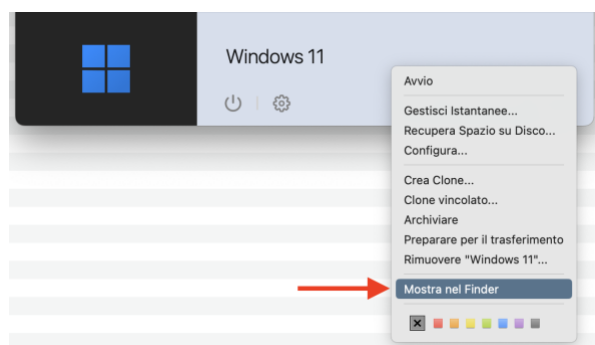 Windows 11
Avvio
Gestisci Istantanee...
Recupera Spazio su Disco...
Configura...
Crea Clone...
Clone vincolato...
Archiviare
Preparare per il trasferimento
Rimuovere "Windows 11"...
Mostra nel Finder